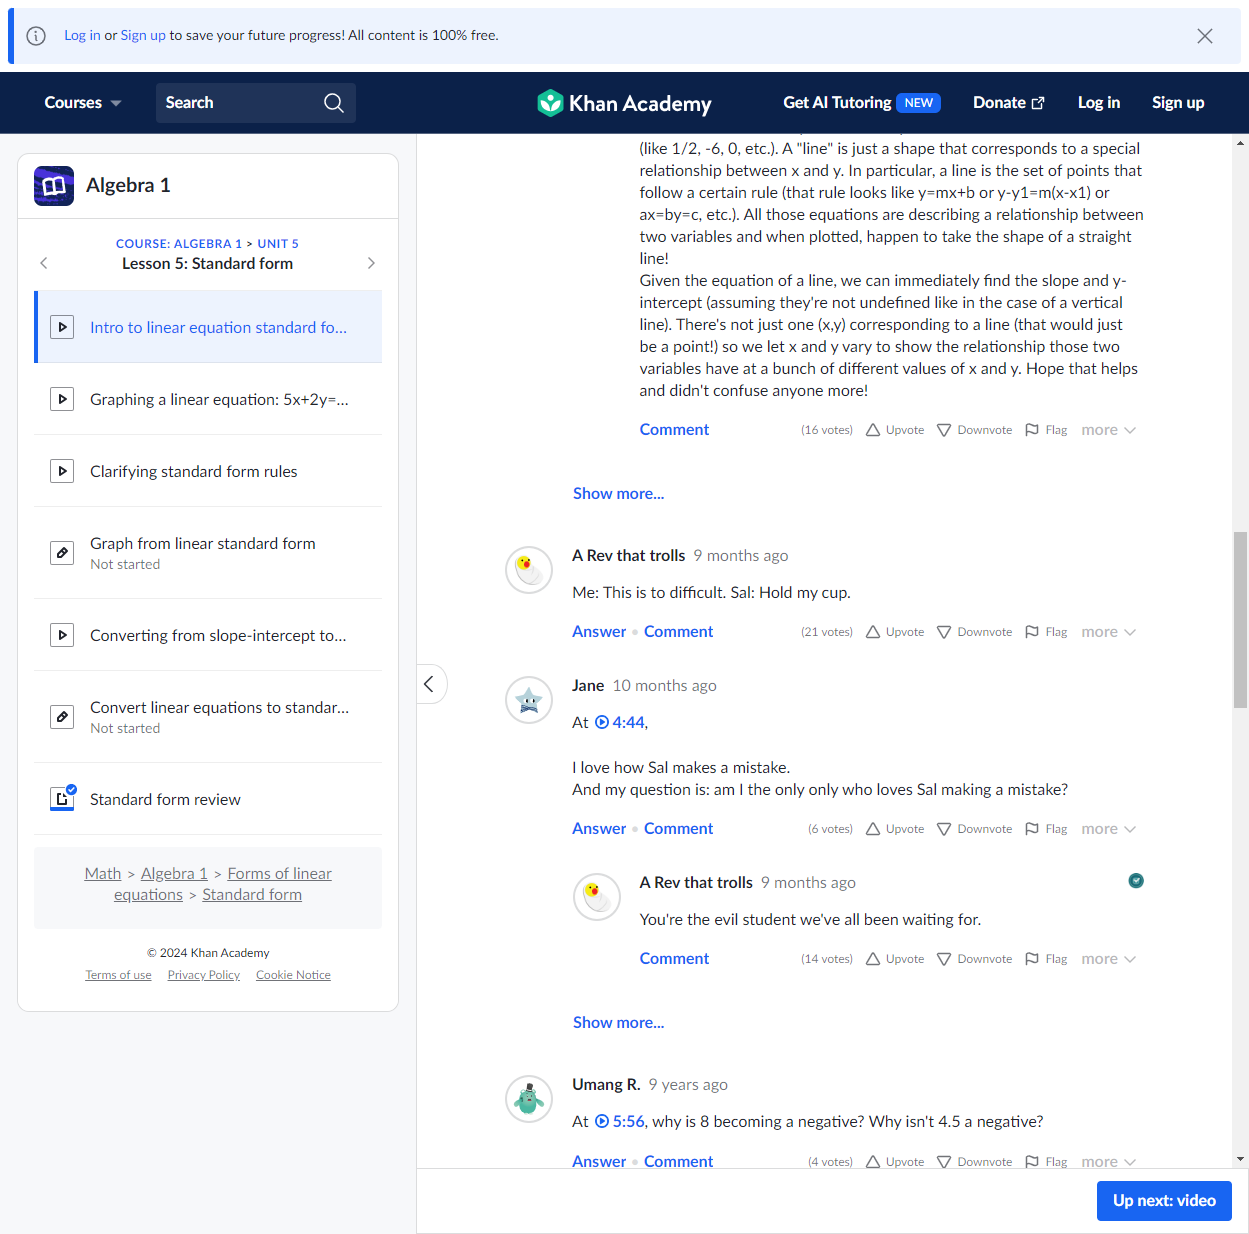 Log in or Sign up to save your future progress! All content is 100% free.
Courses
Search
Khan Academy
Get AI Tutoring NEW
Donate
Log in
Sign up
Algebra 1
COURSE: ALGEBRA 1 > UNIT 5
Lesson 5: Standard form
Intro to linear equation standard fo...
Graphing a linear equation: 5x+2y=...
Clarifying standard form rules
Graph from linear standard form
Not started
Converting from slope-intercept to...
Convert linear equations to standar...
Not started
Standard form review
Math > Algebra 1 > Forms of linear
equations > Standard form
© 2024 Khan Academy
Terms of use Privacy Policy Cookie Notice
(like 1/2, -6, 0, etc.). A "line" is just a shape that corresponds to a special
relationship between x and y. In particular, a line is the set of points that
follow a certain rule (that rule looks like y=mx+b or y-y1=m(x-x1) or
ax=by=c, etc.). All those equations are describing a relationship between
two variables and when plotted, happen to take the shape of a straight
line!
Given the equation of a line, we can immediately find the slope and y-
intercept (assuming they're not undefined like in the case of a vertical
line). There's not just one (x,y) corresponding to a line (that would just
be a point!) so we let x and y vary to show the relationship those two
variables have at a bunch of different values of x and y. Hope that helps
and didn't confuse anyone more!
Comment (16 votes) Upvote Downvote Flag more
Show more...
A Rev that trolls 9 months ago
Me: This is to difficult. Sal: Hold my cup.
Answer • Comment (21 votes) Upvote Downvote Flag more
Jane 10 months ago
At 4:44,
I love how Sal makes a mistake.
And my question is: am I the only only who loves Sal making a mistake?
Answer • Comment (6 votes) Upvote Downvote Flag more
A Rev that trolls 9 months ago
You're the evil student we've all been waiting for.
Comment (14 votes) Upvote Downvote Flag more
Show more...
Umang R. 9 years ago
At 5:56, why is 8 becoming a negative? Why isn't 4.5 a negative?
Answer • Comment (4 votes) Upvote Downvote Flag more
Up next: video